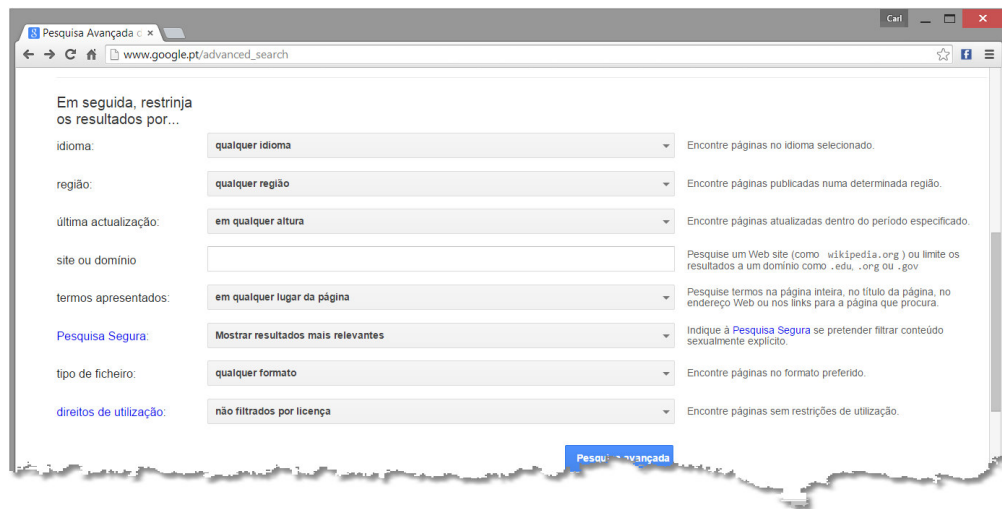 Carl
Pesquisa Avançada
www.google.pt/advanced_search
Em seguida, restrinja
os resultados por...
idioma:
qualquer idioma
Encontre páginas no idioma selecionado.
região:
qualquer região
Encontre páginas publicadas numa determinada região.
última actualização:
em qualquer altura
Encontre páginas atualizadas dentro do período especificado.
site ou domínio
Pesquise um Web site (como wikipedia.org ) ou limite os
resultados a um domínio como .edu, .org ou .gov
termos apresentados:
em qualquer lugar da página
Pesquise termos na página inteira, no título da página, no
endereço Web ou nos links para a página que procura.
Pesquisa Segura:
Mostrar resultados mais relevantes
Indique à Pesquisa Segura se pretender filtrar conteúdo
sexualmente explícito.
tipo de ficheiro:
qualquer formato
Encontre páginas no formato preferido.
direitos de utilização:
não filtrados por licença
Encontre páginas sem restrições de utilização.
Pesquisa avançada